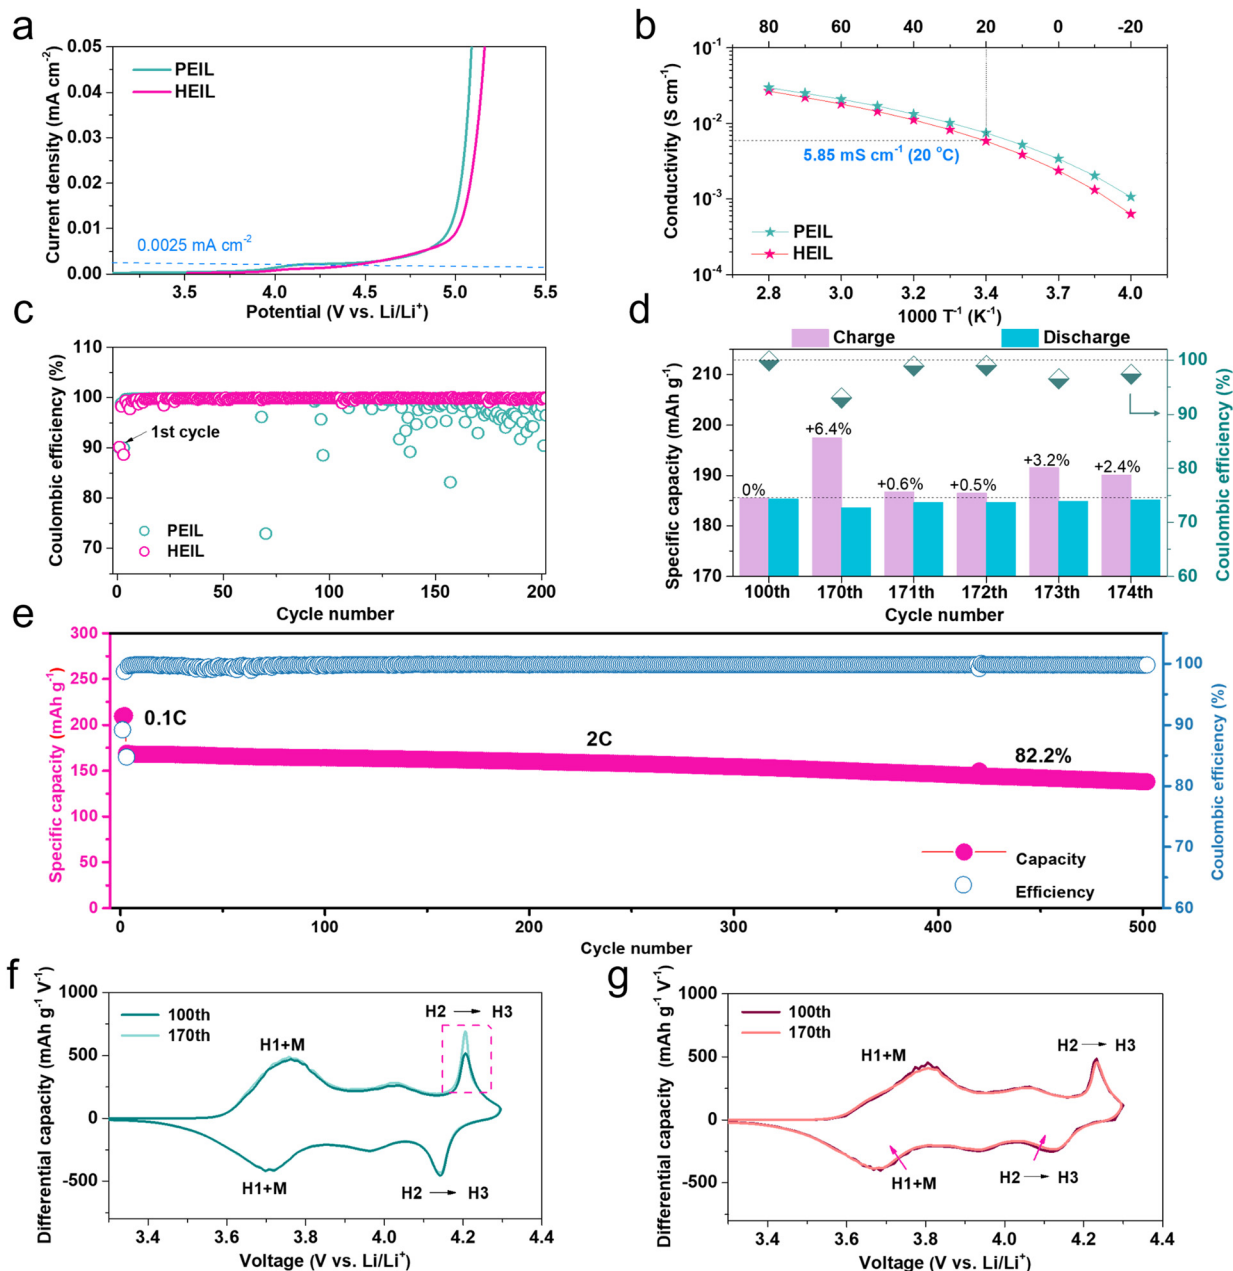 a
0.05
0.04
0.03
0.02
0.01
0.00
Current density (mA cm-2)
PEIL
HEIL
0.0025 mA cm-2
3.5 4.0 4.5 5.0 5.5
Potential (V vs. Li/Li+)
b
80 60 40 20 0 -20
10-1
10-2
10-3
10-4
Conductivity (S cm-1)
5.85 mS cm-1 (20 oC)
PEIL
HEIL
2.8 3.0 3.2 3.4 3.7 4.0
1000 T-1 (K-1)
c
110
100
90
80
70
Coulombic efficiency (%)
1st cycle
PEIL
HEIL
0 50 100 150 200
Cycle number
d
Charge Discharge
210
200
190
180
170
Specific capacity (mAh g-1)
0%
+6.4%
+0.6%
+0.5%
+3.2%
+2.4%
100
90
80
70
60
Coulombic efficiency (%)
100th 170th 171th 172th 173th 174th
Cycle number
e
300
250
200
150
100
50
0
Specific capacity (mAh g-1)
0.1C
2C
82.2%
Capacity
Efficiency
100
90
80
70
60
Coulombic efficiency (%)
0 100 200 300 400 500
Cycle number
f
1000
500
0
-500
Differential capacity (mAh g-1 V-1)
100th
170th
H1+M
H2 → H3
H1+M
H2 → H3
3.4 3.6 3.8 4.0 4.2 4.4
Voltage (V vs. Li/Li+)
g
1000
500
0
-500
Differential capacity (mAh g-1 V-1)
100th
170th
H1+M
H2 → H3
H1+M
H2 → H3
3.4 3.6 3.8 4.0 4.2 4.4
Voltage (V vs. Li/Li+)